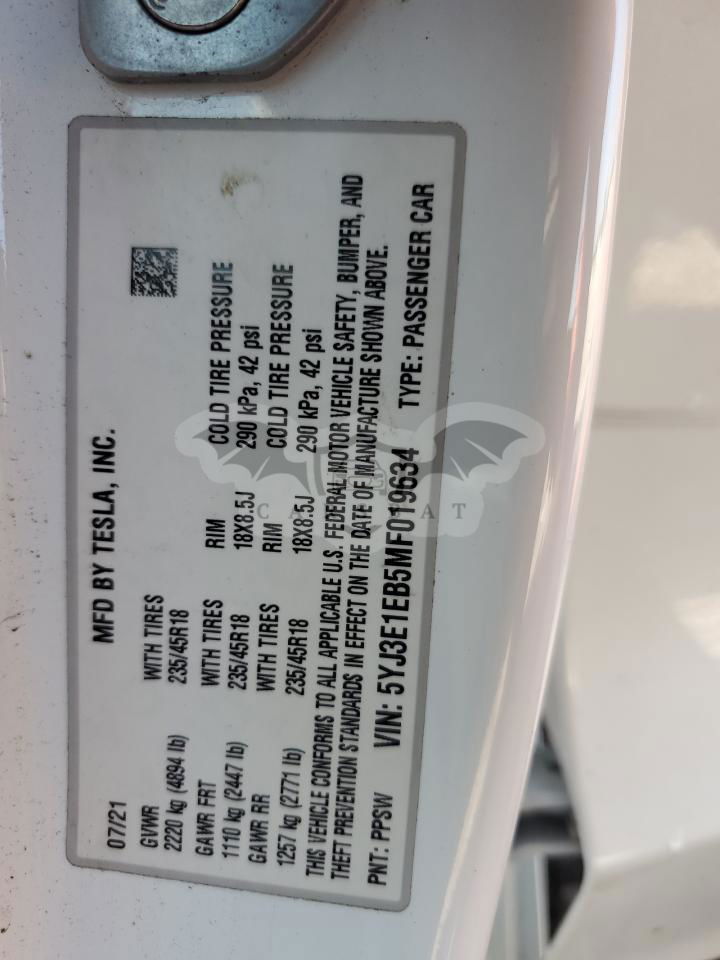 07/21 MFD BY TESLA, INC.
GVWR WITH TIRES
2220 kg (4894 lb) 235/45R18
GAWR FRT WITH TIRES RIM COLD TIRE PRESSURE
1110 kg (2447 lb) 235/45R18 18X8.5J 290 kPa, 42 psi
GAWR RR WITH TIRES RIM COLD TIRE PRESSURE
1257 kg (2771 lb) 235/45R18 18X8.5J 290 kPa, 42 psi
THIS VEHICLE CONFORMS TO ALL APPLICABLE U.S. FEDERAL MOTOR VEHICLE SAFETY, BUMPER, AND
THEFT PREVENTION STANDARDS IN EFFECT ON THE DATE OF MANUFACTURE SHOWN ABOVE.
PNT: PPSW VIN: 5YJ3E1EB5MF019634 TYPE: PASSENGER CAR